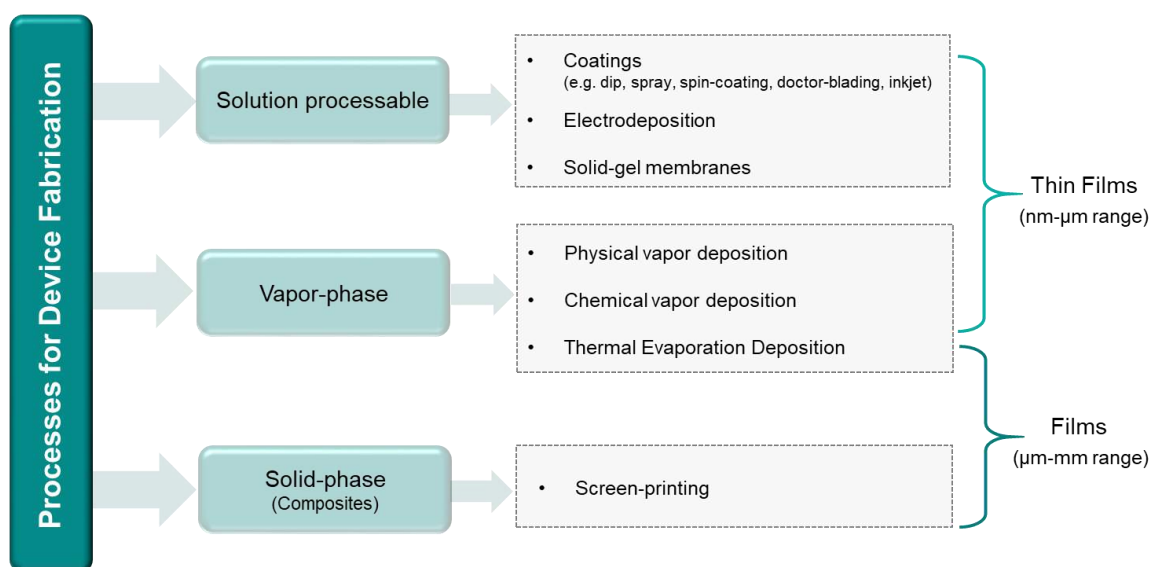 Processes for Device Fabrication
Solution processable
• Coatings
(e.g. dip, spray, spin-coating, doctor-blading, inkjet)
• Electrodeposition
• Solid-gel membranes
Thin Films
(nm-μm range)
Vapor-phase
• Physical vapor deposition
• Chemical vapor deposition
• Thermal Evaporation Deposition
Films
(μm-mm range)
Solid-phase
(Composites)
• Screen-printing